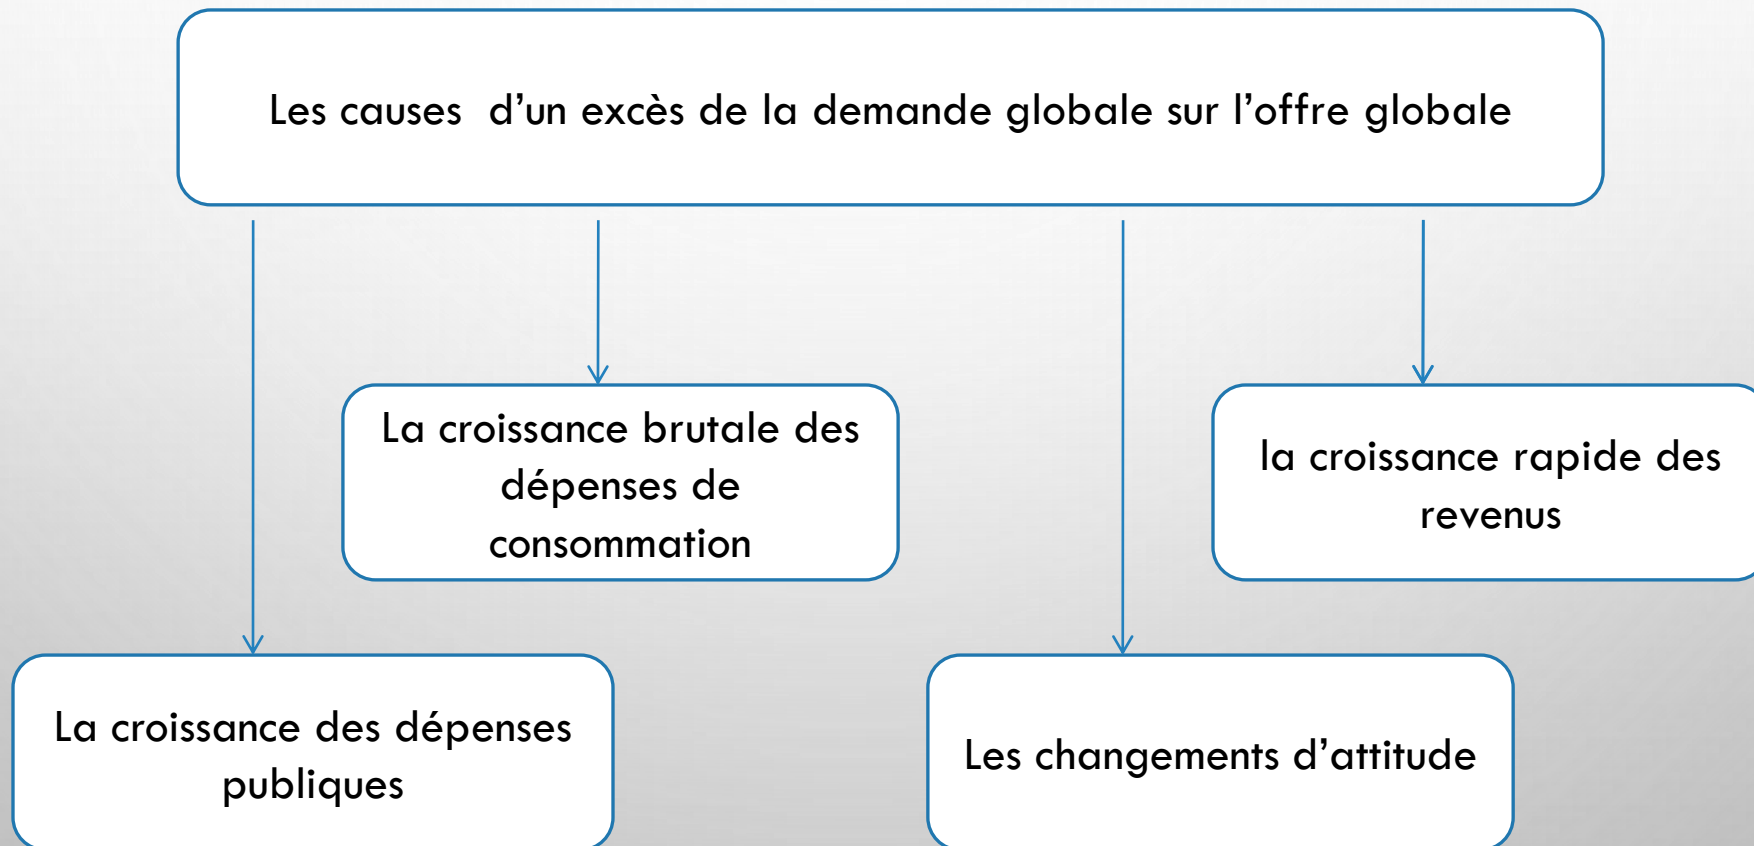 Les causes  d’un excès de la demande globale sur l’offre globale
La croissance brutale des
dépenses de
consommation
la croissance rapide des
revenus
La croissance des dépenses
publiques
Les changements d’attitude